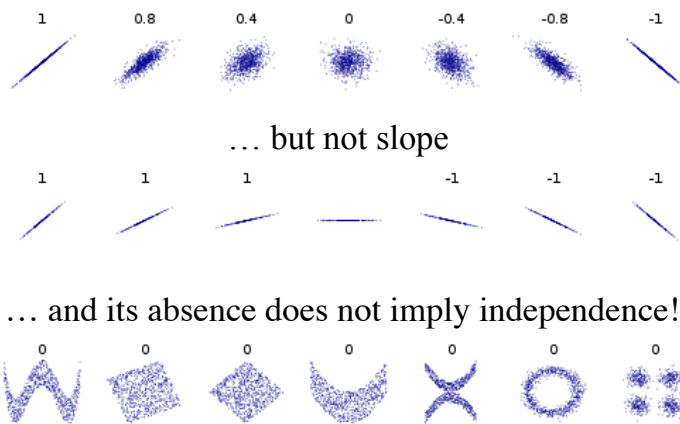 1 0.8 0.4 0 -0.4 -0.8 -1
… but not slope
1 1 1 -1 -1 -1
… and its absence does not imply independence!
0 0 0 0 0 0 0